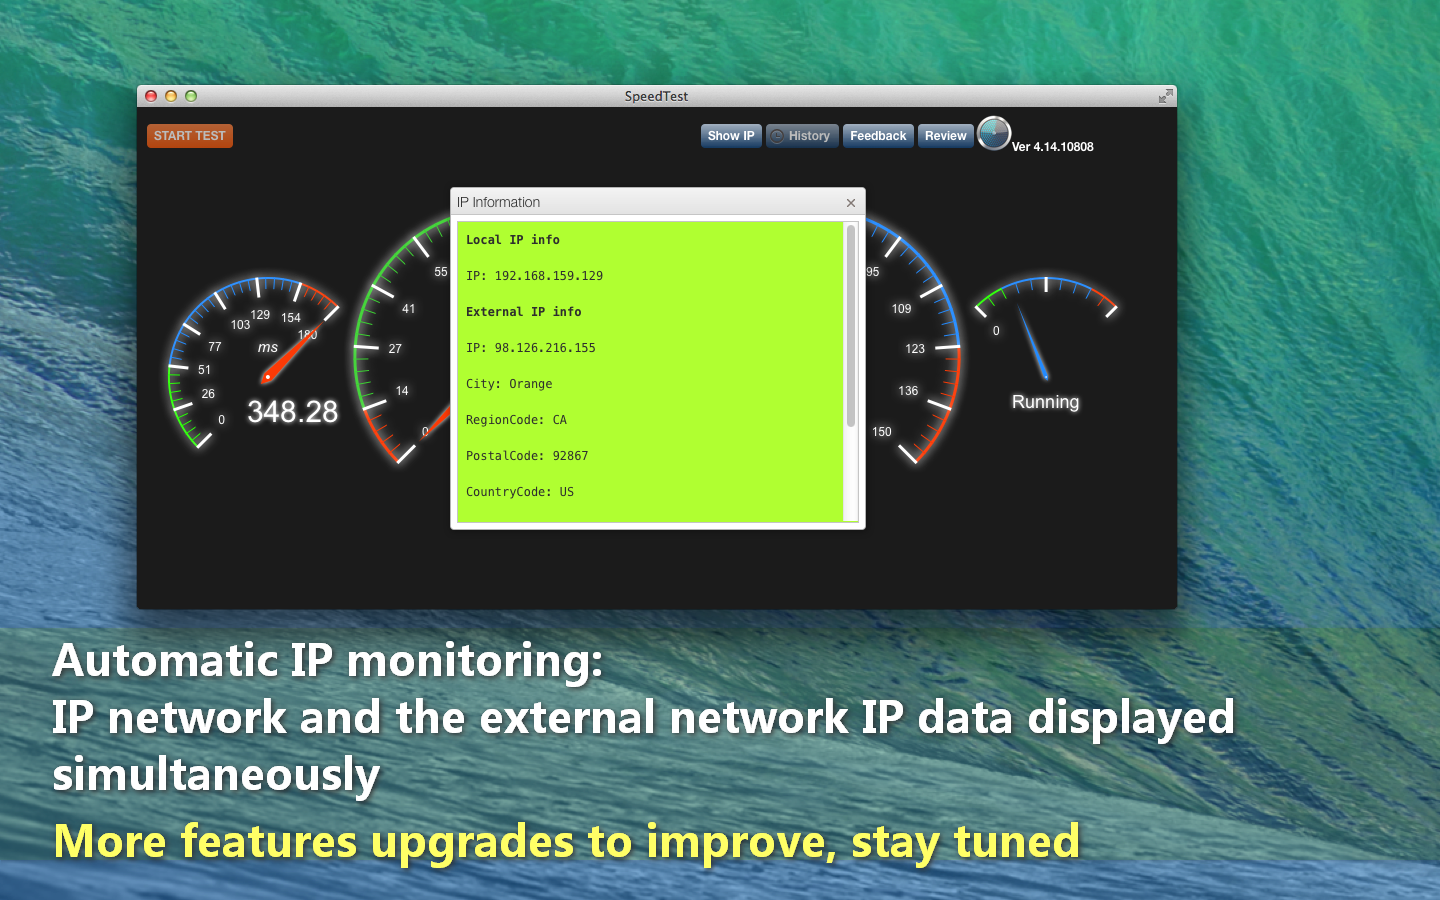 SpeedTest
START TEST
Show IP
History
Feedback
Review
Ver 4.14.10808
IP Information
Local IP info
IP: 192.168.159.129
External IP info
IP: 98.126.216.155
City: Orange
RegionCode: CA
PostalCode: 92867
CountryCode: US
0
26
51
77
103
129
154
180
ms
348.28
0
14
27
41
55
95
109
123
136
150
0
Running
Automatic IP monitoring:
IP network and the external network IP data displayed
simultaneously
More features upgrades to improve, stay tuned